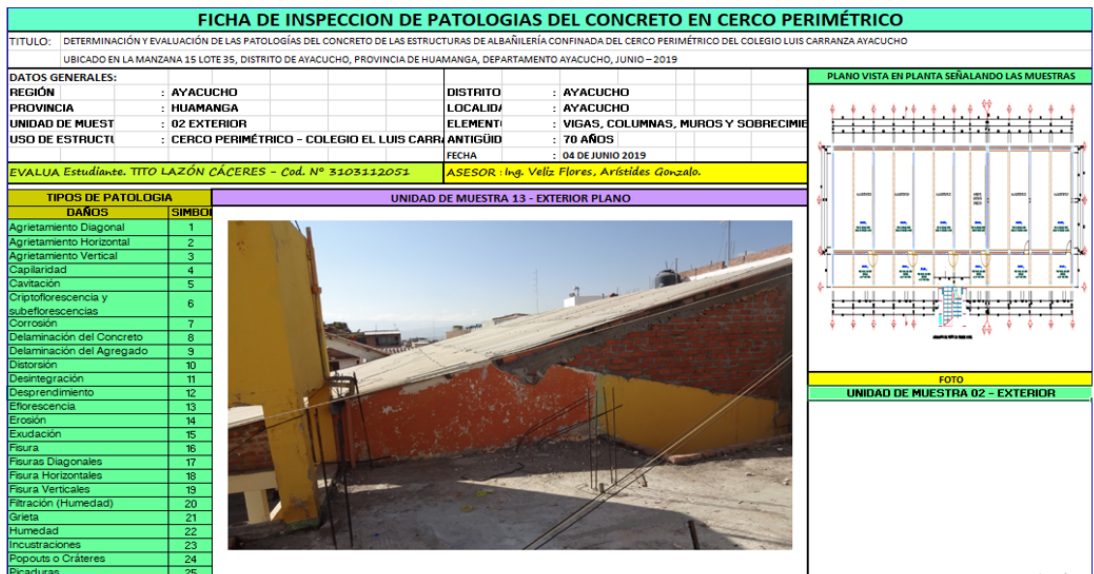 FICHA DE INSPECCION DE PATOLOGIAS DEL CONCRETO EN CERCO PERIMÉTRICO
TITULO: DETERMINACIÓN Y EVALUACIÓN DE LAS PATOLOGÍAS DEL CONCRETO DE LAS ESTRUCTURAS DE ALBAÑILERÍA CONFINADA DEL CERCO PERIMÉTRICO DEL COLEGIO LUIS CARRANZA AYACUCHO
UBICADO EN LA MANZANA 15 LOTE 35, DISTRITO DE AYACUCHO, PROVINCIA DE HUAMANGA, DEPARTAMENTO AYACUCHO, JUNIO – 2019
DATOS GENERALES:
REGIÓN : AYACUCHO
PROVINCIA : HUAMANGA
UNIDAD DE MUEST : 02 EXTERIOR
USO DE ESTRUCTU : CERCO PERIMÉTRICO - COLEGIO EL LUIS CARRA
DISTRITO : AYACUCHO
LOCALIDA : AYACUCHO
ELEMENT : VIGAS, COLUMNAS, MUROS Y SOBRECIMIE
ANTIGÜID : 70 AÑOS
FECHA : 04 DE JUNIO 2019
EVALUA Estudiante. TITO LAZÓN CÁCERES - Cod. Nº 3103112051
ASESOR : Ing. Veliz Flores, Arístides Gonzalo.
PLANO VISTA EN PLANTA SEÑALANDO LAS MUESTRAS
TIPOS DE PATOLOGIA
DAÑOS SIMBOL
Agrietamiento Diagonal 1
Agrietamiento Horizontal 2
Agrietamiento Vertical 3
Capilaridad 4
Cavitación 5
Criptoflorescencia y
subeflorescencias 6
Corrosión 7
Delaminación del Concreto 8
Delaminación del Agregado 9
Distorsión 10
Desintegración 11
Desprendimiento 12
Eflorescencia 13
Erosión 14
Exudación 15
Fisura 16
Fisuras Diagonales 17
Fisura Horizontales 18
Fisura Verticales 19
Filtración (Humedad) 20
Grieta 21
Humedad 22
Incustraciones 23
Popouts o Cráteres 24
Picaduras 25
UNIDAD DE MUESTRA 13 - EXTERIOR PLANO
FOTO
UNIDAD DE MUESTRA 02 - EXTERIOR